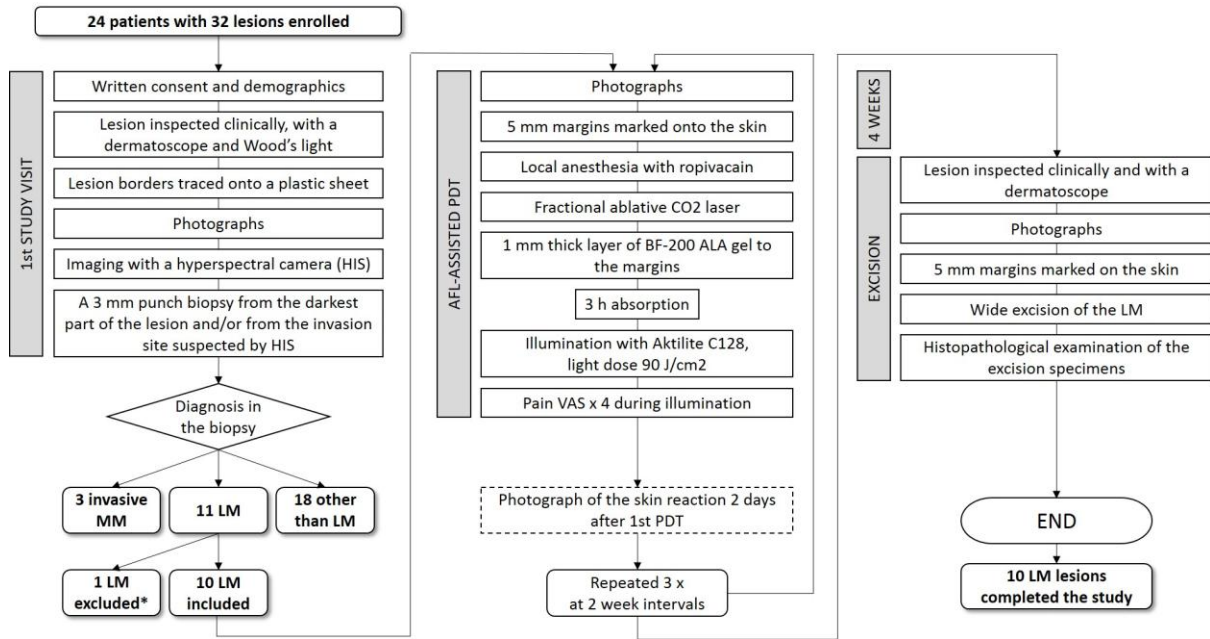 24 patients with 32 lesions enrolled
1st STUDY VISIT
Written consent and demographics
Lesion inspected clinically, with a
dermatoscope and Wood's light
Lesion borders traced onto a plastic sheet
Photographs
Imaging with a hyperspectral camera (HIS)
A 3 mm punch biopsy from the darkest
part of the lesion and/or from the invasion
site suspected by HIS
Diagnosis in
the biopsy
3 invasive
MM
11 LM
18 other
than LM
1 LM
excluded*
10 LM
included
AFL-ASSISTED PDT
Photographs
5 mm margins marked onto the skin
Local anesthesia with ropivacain
Fractional ablative CO2 laser
1 mm thick layer of BF-200 ALA gel to
the margins
3 h absorption
Illumination with Aktilite C128,
light dose 90 J/cm2
Pain VAS x 4 during illumination
Photograph of the skin reaction 2 days
after 1st PDT
Repeated 3 x
at 2 week intervals
4 WEEKS
EXCISION
Lesion inspected clinically and with a
dermatoscope
Photographs
5 mm margins marked on the skin
Wide excision of the LM
Histopathological examination of the
excision specimens
END
10 LM lesions
completed the study